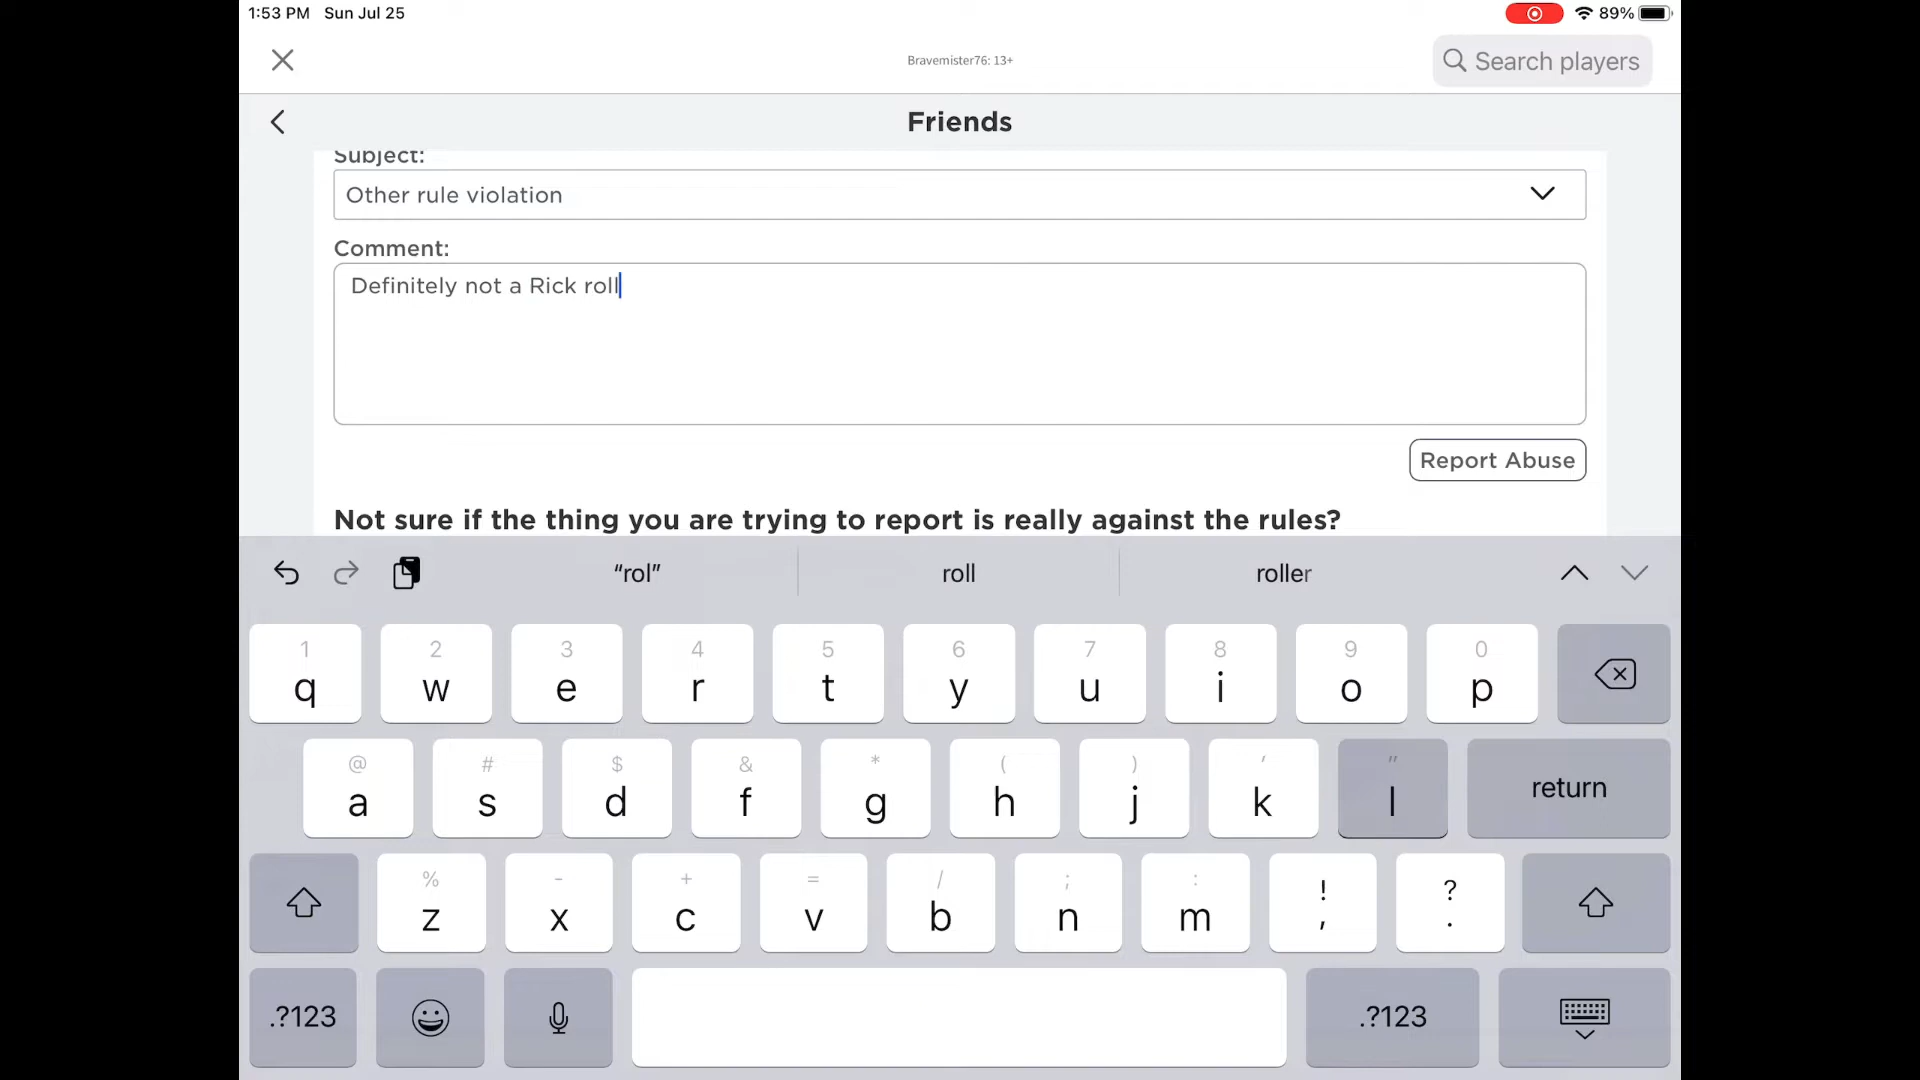 1:53 PM Sun Jul 25
89%
Bravemister76: 13+
Search players
Friends
Subject:
Other rule violation
Comment:
Definitely not a Rick roll
Report Abuse
Not sure if the thing you are trying to report is really against the rules?
“rol” roll roller
1 2 3 4 5 6 7 8 9 0
q w e r t y u i o p
@ # $ & * ( ) ' "
a s d f g h j k l return
% - + = / ; : ! ?
z x c v b n m , .
.?123 .?123